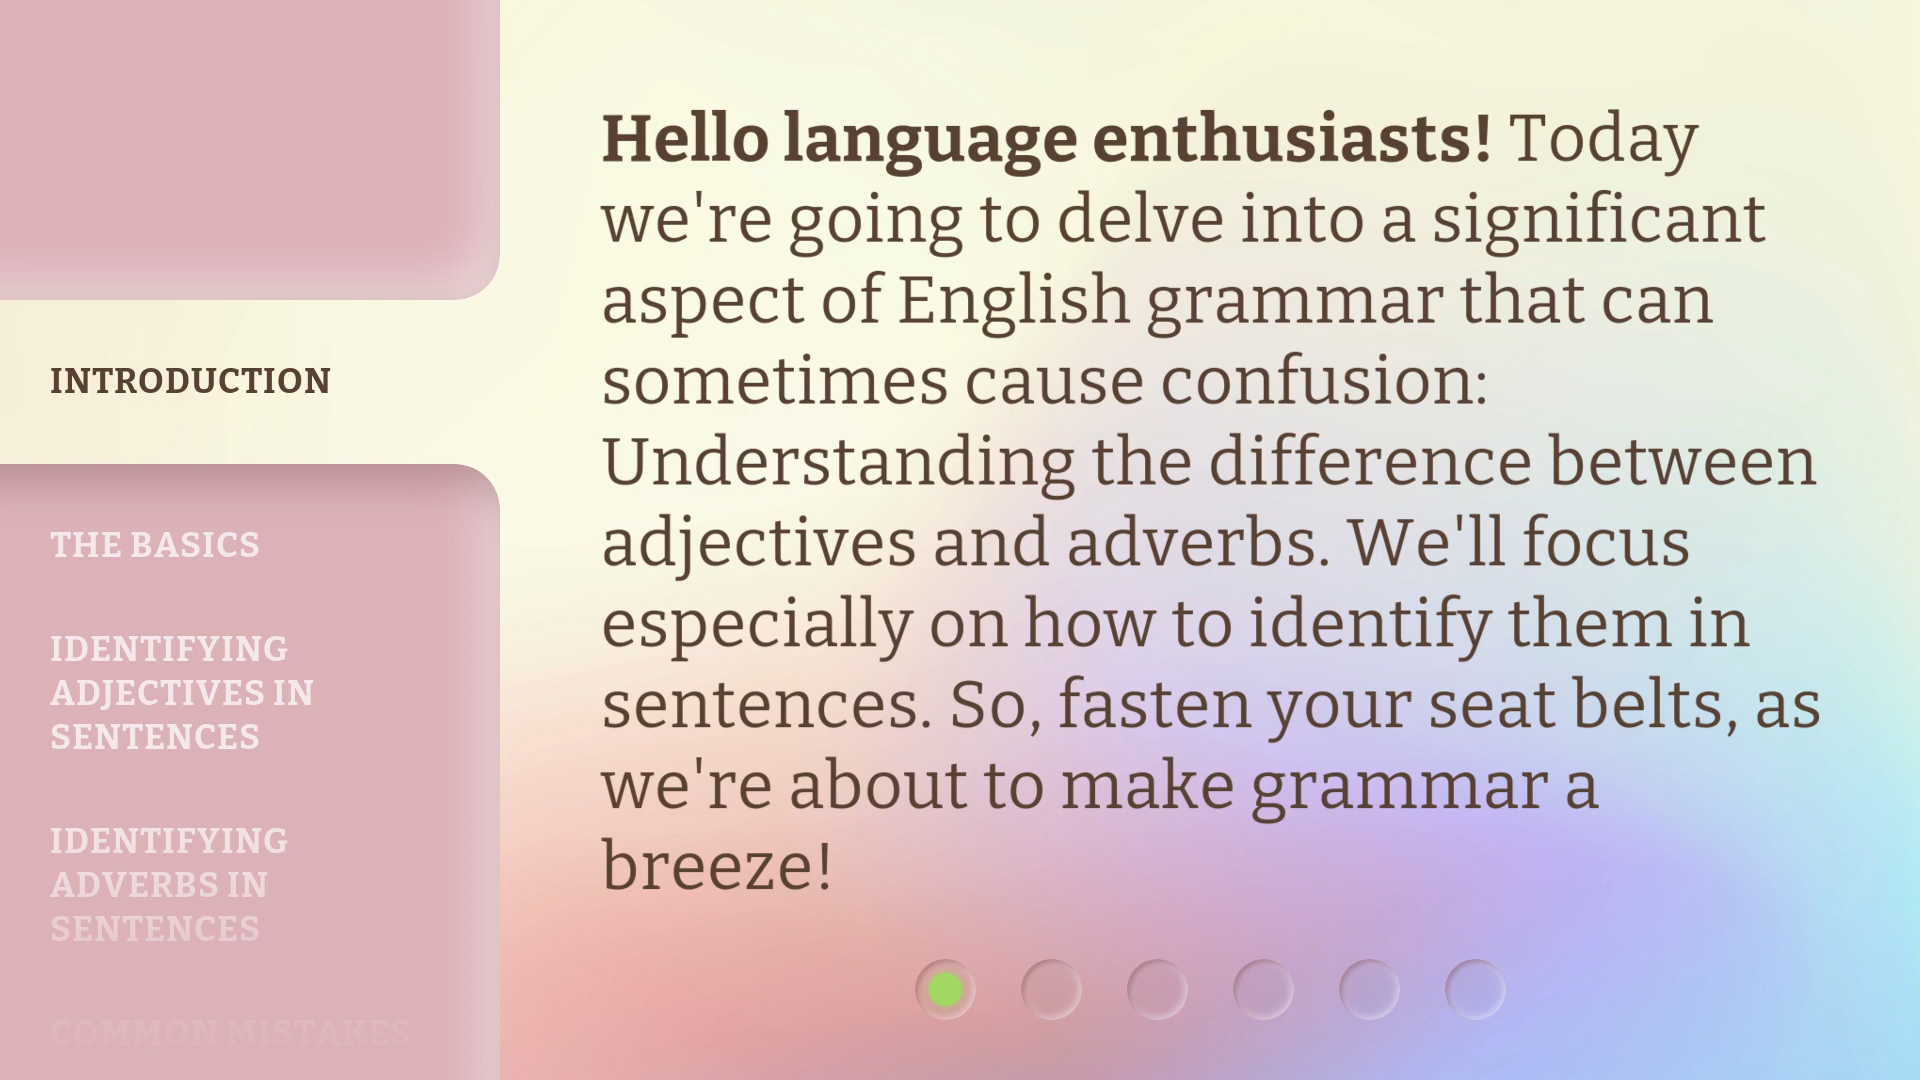 INTRODUCTION
THE BASICS
IDENTIFYING
ADJECTIVES IN
SENTENCES
IDENTIFYING
ADVERBS IN
SENTENCES
COMMON MISTAKES
Hello language enthusiasts! Today
we're going to delve into a significant
aspect of English grammar that can
sometimes cause confusion:
Understanding the difference between
adjectives and adverbs. We'll focus
especially on how to identify them in
sentences. So, fasten your seat belts, as
we're about to make grammar a
breeze!